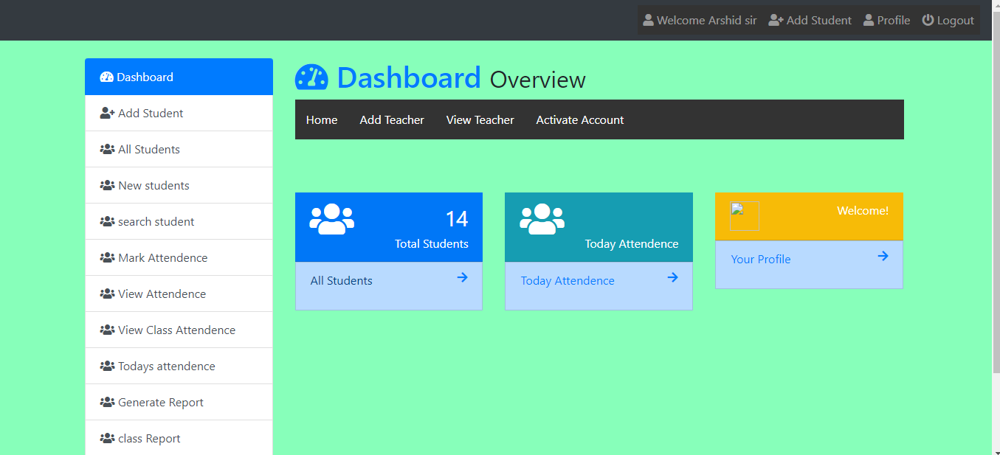 Welcome Arshid sir Add Student Profile Logout
Dashboard
Add Student
All Students
New students
search student
Mark Attendence
View Attendence
View Class Attendence
Todays attendence
Generate Report
class Report
Dashboard Overview
Home Add Teacher View Teacher Activate Account
14
Total Students
All Students
Today Attendence
Today Attendence
Welcome!
Your Profile